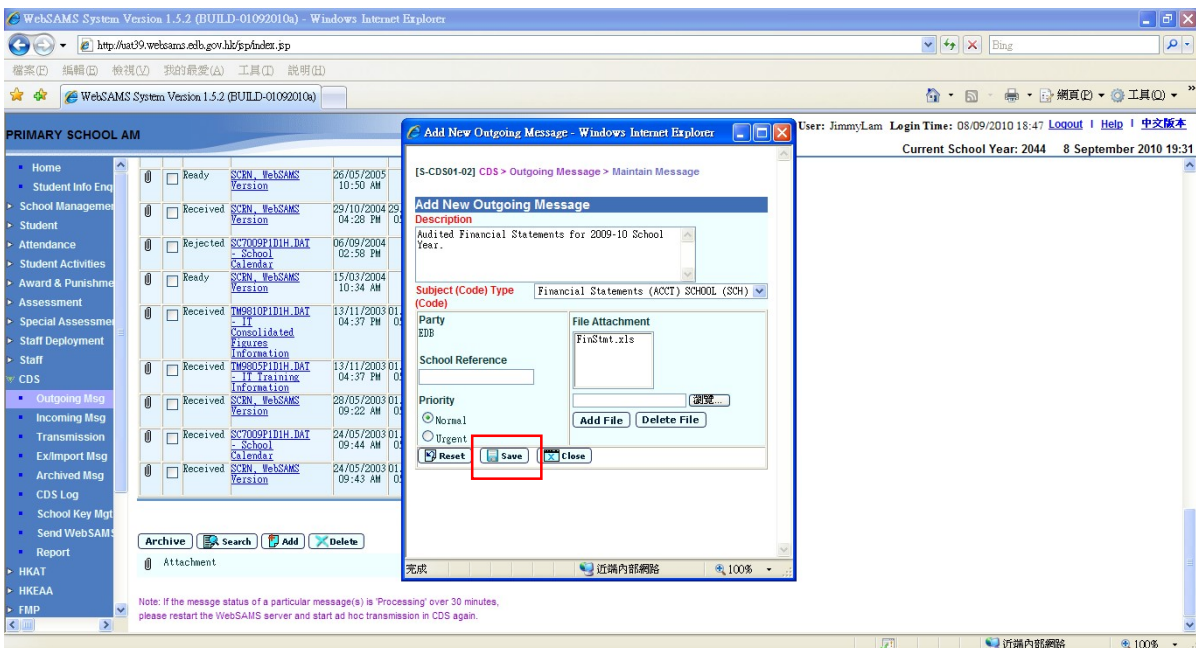 WebSAMS System Version 1.5.2 (BUILD-01092010a) - Windows Internet Explorer
http://uat39.websams.edb.gov.hk/jsp/index.jsp
Bing
檔案(F) 編輯(E) 檢視(V) 我的最愛(A) 工具(T) 說明(H)
WebSAMS System Version 1.5.2 (BUILD-01092010a)
網頁(P) 工具(O)
PRIMARY SCHOOL AM
User: JimmyLam Login Time: 08/09/2010 18:47 Logout | Help | 中文版本
Current School Year: 2044 8 September 2010 19:31
Home
Student Info Enq
School Managemen
Student
Attendance
Student Activities
Award & Punishme
Assessment
Special Assessmen
Staff Deployment
Staff
CDS
Outgoing Msg
Incoming Msg
Transmission
Ex/Import Msg
Archived Msg
CDS Log
School Key Mgt
Send WebSAMS
Report
HKAT
HKEAA
FMP
Ready SCRN, WebSAMS 26/05/2005
Version 10:50 AM
Received SCRN, WebSAMS 29/10/2004 29
Version 04:28 PM 05
Rejected SC7009P1D1H.DAT 06/09/2004
- School 02:58 PM
Calendar
Ready SCRN, WebSAMS 15/03/2004
Version 10:34 AM
Received TM9810P1D1H.DAT 13/11/2003 01
- IT 04:37 PM 05
Consolidated
Figures
Information
Received TM9805P1D1H.DAT 13/11/2003 01
- IT Training 04:37 PM 05
Information
Received SCRN, WebSAMS 28/05/2003 01
Version 09:22 AM 05
Received SC7009P1D1H.DAT 24/05/2003 01
- School 09:44 AM 05
Calendar
Received SCRN, WebSAMS 24/05/2003 01
Version 09:43 AM 05
Archive Search Add Delete
Attachment
Note: If the messge status of a particular message(s) is 'Processing' over 30 minutes,
please restart the WebSAMS server and start ad hoc transmission in CDS again.
Add New Outgoing Message - Windows Internet Explorer
[S-CDS01-02] CDS > Outgoing Message > Maintain Message
Add New Outgoing Message
Description
Audited Financial Statements for 2009-10 School
Year.
Subject (Code) Type Financial Statements (ACCT) SCHOOL (SCH)
(Code)
Party File Attachment
EDB FinStmt.xls
School Reference
Priority 瀏覽...
Normal Add File Delete File
Urgent
Reset Save Close
完成 近端內部網路 100%
近端內部網路 100%